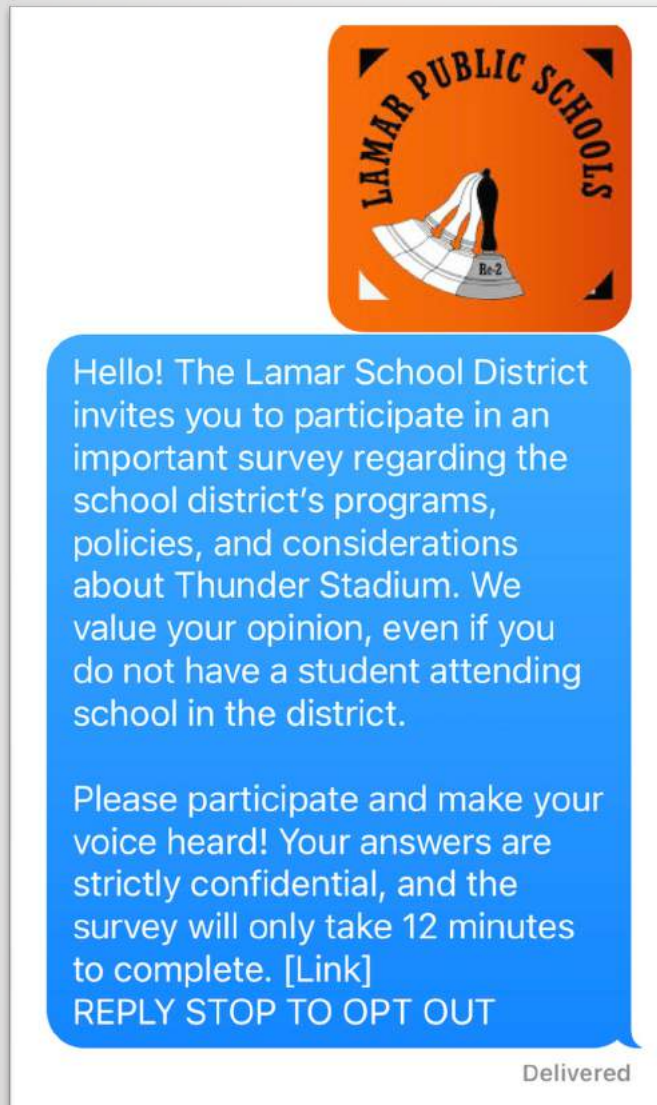 LAMAR PUBLIC SCHOOLS
Re-2
Hello! The Lamar School District
invites you to participate in an
important survey regarding the
school district's programs,
policies, and considerations
about Thunder Stadium. We
value your opinion, even if you
do not have a student attending
school in the district.
Please participate and make your
voice heard! Your answers are
strictly confidential, and the
survey will only take 12 minutes
to complete. [Link]
REPLY STOP TO OPT OUT
Delivered